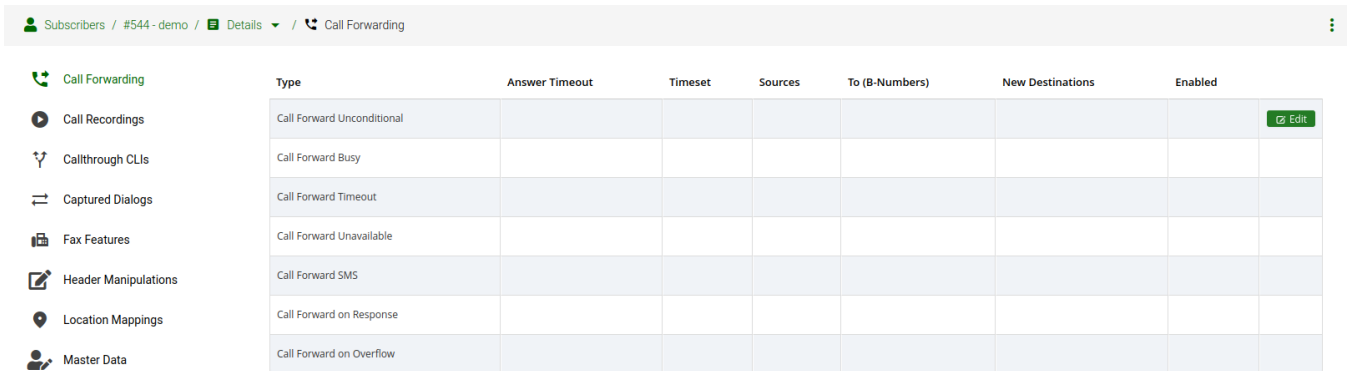 Subscribers / #544 - demo / Details / Call Forwarding
Call Forwarding
Call Recordings
Callthrough CLIs
Captured Dialogs
Fax Features
Header Manipulations
Location Mappings
Master Data
Type Answer Timeout Timeset Sources To (B-Numbers) New Destinations Enabled
Call Forward Unconditional Edit
Call Forward Busy
Call Forward Timeout
Call Forward Unavailable
Call Forward SMS
Call Forward on Response
Call Forward on Overflow